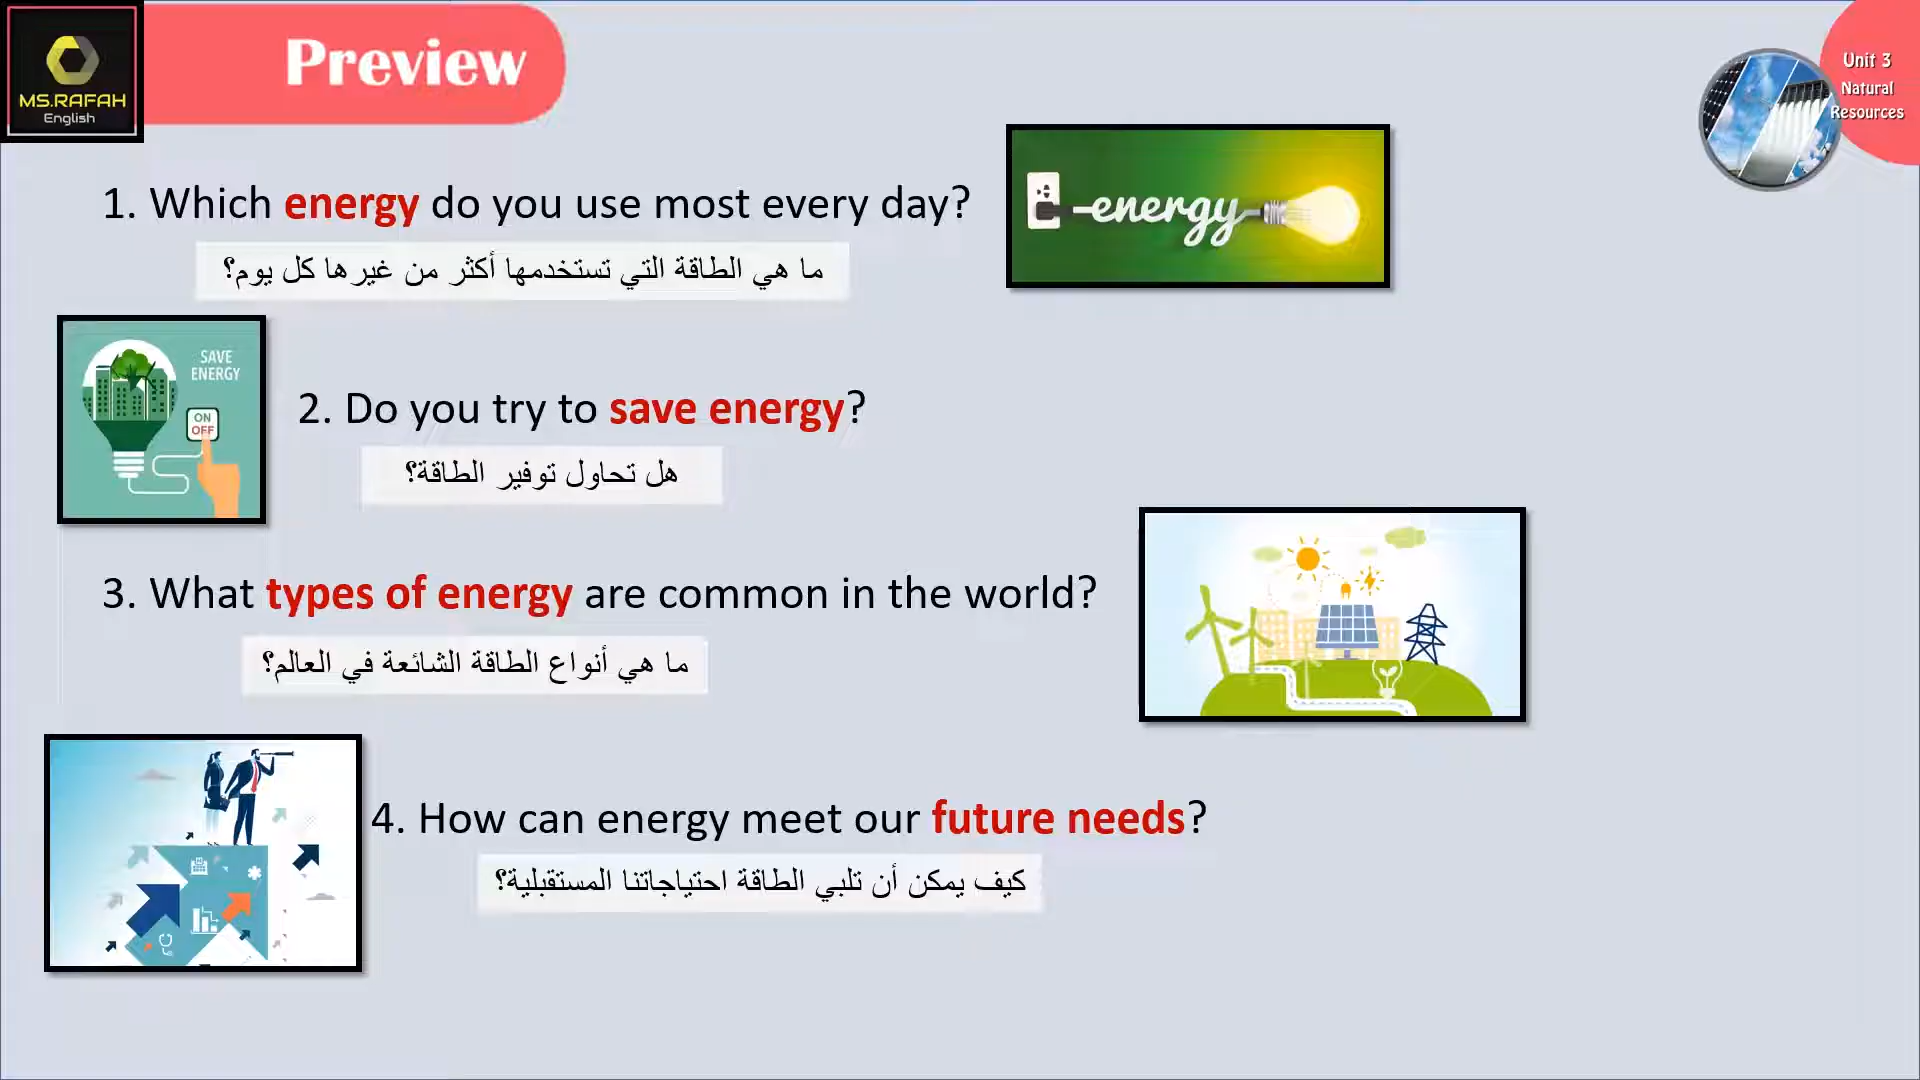 MS.RAFAH
English
Preview
Unit 3
Natural
Resources
1. Which energy do you use most every day?
ما هي الطاقة التي تستخدمها أكثر من غيرها كل يوم؟
energy
SAVE
ENERGY
ON
OFF
2. Do you try to save energy?
هل تحاول توفير الطاقة؟
3. What types of energy are common in the world?
ما هي أنواع الطاقة الشائعة في العالم؟
4. How can energy meet our future needs?
كيف يمكن أن تلبي الطاقة احتياجاتنا المستقبلية؟